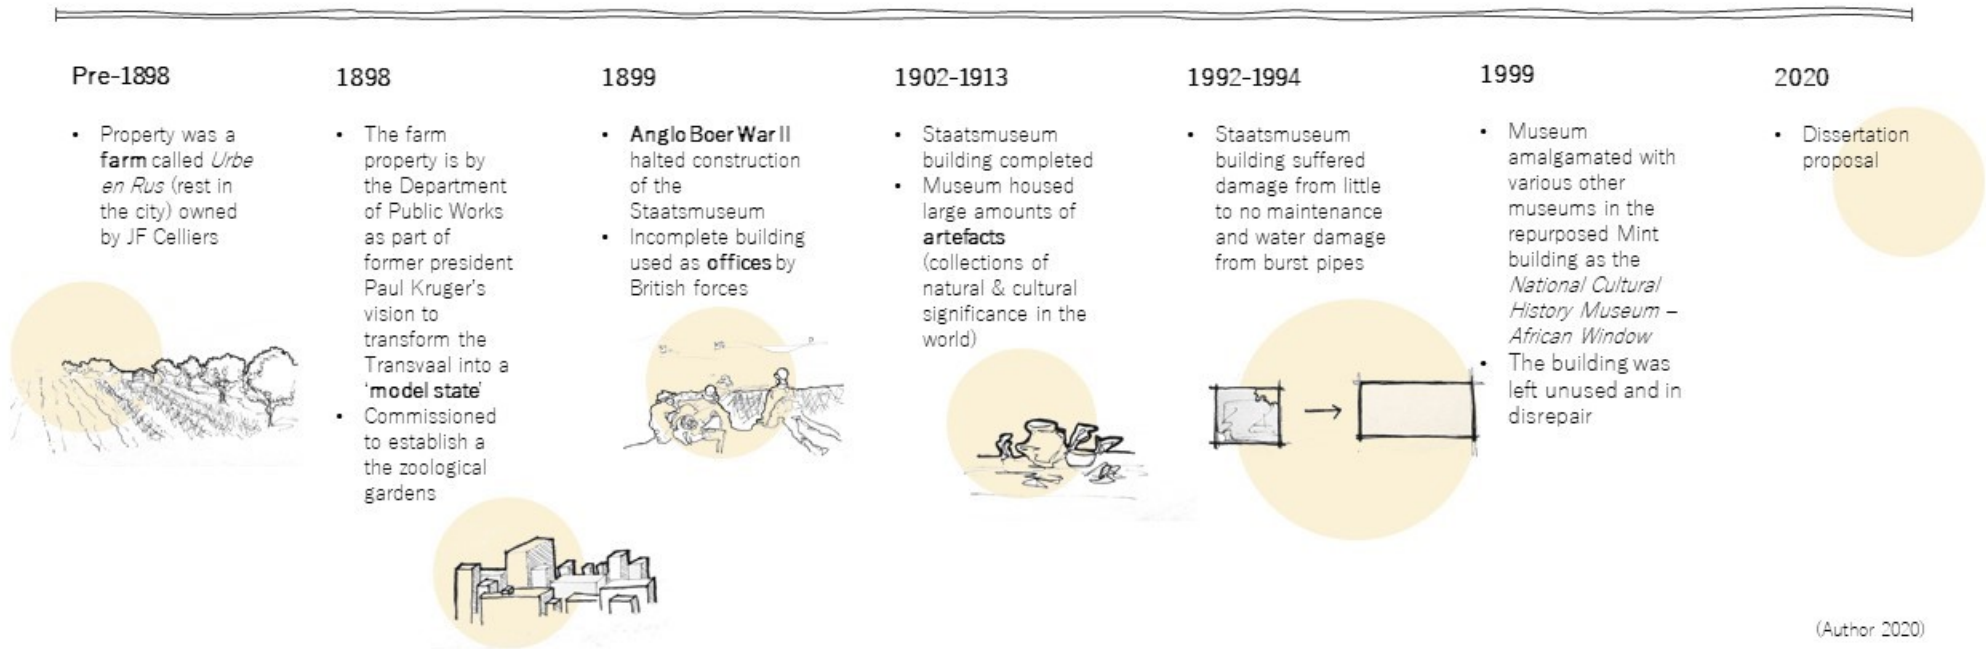 Pre-1898
• Property was a
farm called Urbe
en Rus (rest in
the city) owned
by JF Celliers
1898
• The farm
property is by
the Department
of Public Works
as part of
former president
Paul Kruger's
vision to
transform the
Transvaal into a
'model state'
• Commissioned
to establish a
the zoological
gardens
1899
• Anglo Boer War II
halted construction
of the
Staatsmuseum
• Incomplete building
used as offices by
British forces
1902-1913
• Staatsmuseum
building completed
• Museum housed
large amounts of
artefacts
(collections of
natural & cultural
significance in the
world)
1992-1994
• Staatsmuseum
building suffered
damage from little
to no maintenance
and water damage
from burst pipes
1999
• Museum
amalgamated with
various other
museums in the
repurposed Mint
building as the
National Cultural
History Museum –
African Window
• The building was
left unused and in
disrepair
2020
• Dissertation
proposal
(Author 2020)